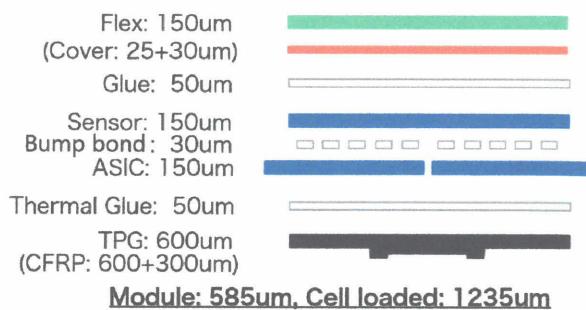 Flex: 150um
(Cover: 25+30um)
Glue: 50um
Sensor: 150um
Bump bond: 30um
ASIC: 150um
Thermal Glue: 50um
TPG: 600um
(CFRP: 600+300um)
Module: 585um, Cell loaded: 1235um